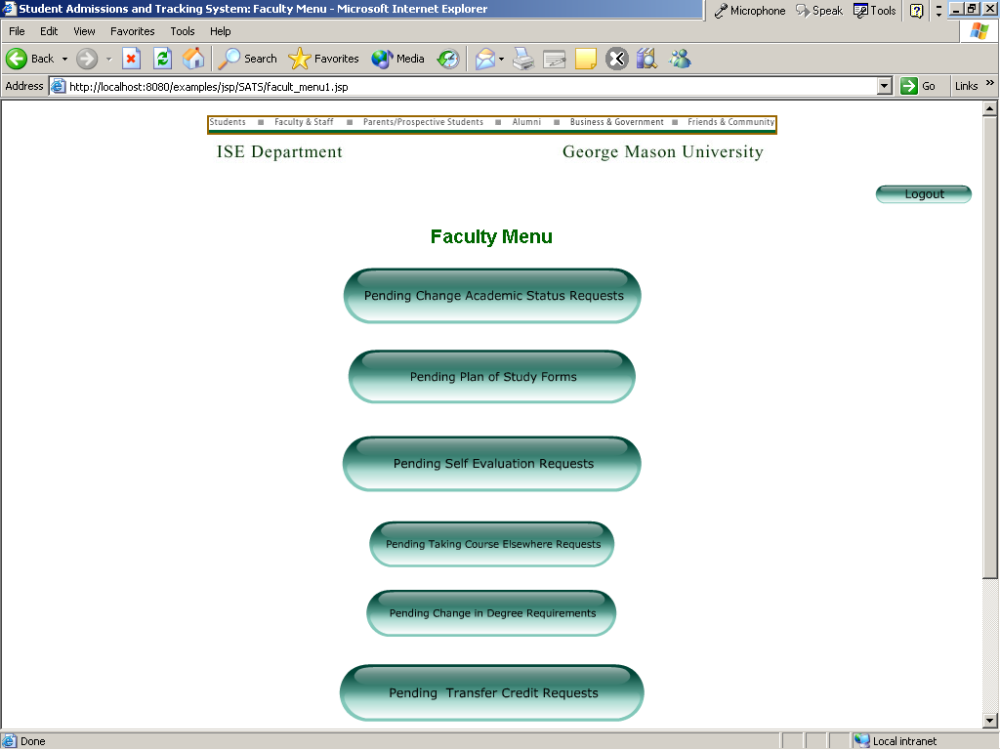 Student Admissions and Tracking System: Faculty Menu - Microsoft Internet Explorer
Microphone Speak Tools
File Edit View Favorites Tools Help
Back Search Favorites Media
Address http://localhost:8080/examples/jsp/SATS/facult_menu1.jsp Go Links »
Students Faculty & Staff Parents/Prospective Students Alumni Business & Government Friends & Community
ISE Department George Mason University
Logout
Faculty Menu
Pending Change Academic Status Requests
Pending Plan of Study Forms
Pending Self Evaluation Requests
Pending Taking Course Elsewhere Requests
Pending Change in Degree Requirements
Pending Transfer Credit Requests
Done Local intranet